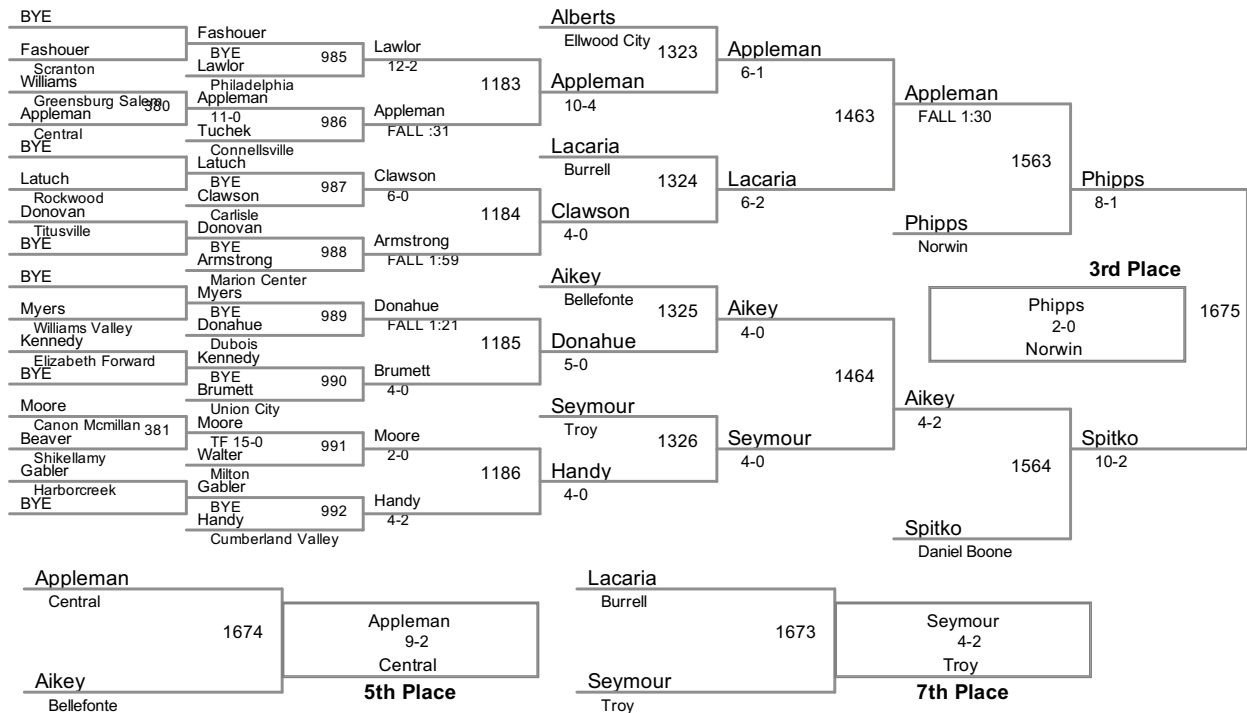 BYE
Fashouer
Scranton
Williams
Greensburg Salem
380
Appleman
Central
BYE
Latuch
Rockwood
Donovan
Titusville
BYE
BYE
Myers
Williams Valley
Kennedy
Elizabeth Forward
BYE
Moore
Canon Mcmillan
381
Beaver
Shikellamy
Gabler
Harborcreek
BYE
Fashouer
BYE
985
Lawlor
Philadelphia
Appleman
11-0
986
Tuchek
Connellsville
Latuch
BYE
987
Clawson
Carlisle
Donovan
BYE
988
Armstrong
Marion Center
Myers
BYE
989
Donahue
Dubois
Kennedy
BYE
990
Brumett
Union City
Moore
TF 15-0
991
Walter
Milton
Gabler
BYE
992
Handy
Cumberland Valley
Lawlor
12-2
1183
Appleman
FALL :31
Clawson
6-0
1184
Armstrong
FALL 1:59
Donahue
FALL 1:21
1185
Brumett
4-0
Moore
2-0
1186
Handy
4-2
Alberts
Ellwood City
1323
Appleman
10-4
Lacaria
Burrell
1324
Clawson
4-0
Aikey
Bellefonte
1325
Donahue
5-0
Seymour
Troy
1326
Handy
4-0
Appleman
6-1
1463
Lacaria
6-2
Aikey
4-0
1464
Seymour
4-0
Appleman
FALL 1:30
1563
Phipps
Norwin
Aikey
4-2
1564
Spitko
Daniel Boone
Phipps
8-1
1675
Spitko
10-2
3rd Place
Phipps
2-0
Norwin
Appleman
Central
1674
Aikey
Bellefonte
Appleman
9-2
Central
5th Place
Lacaria
Burrell
1673
Seymour
Troy
Seymour
4-2
Troy
7th Place